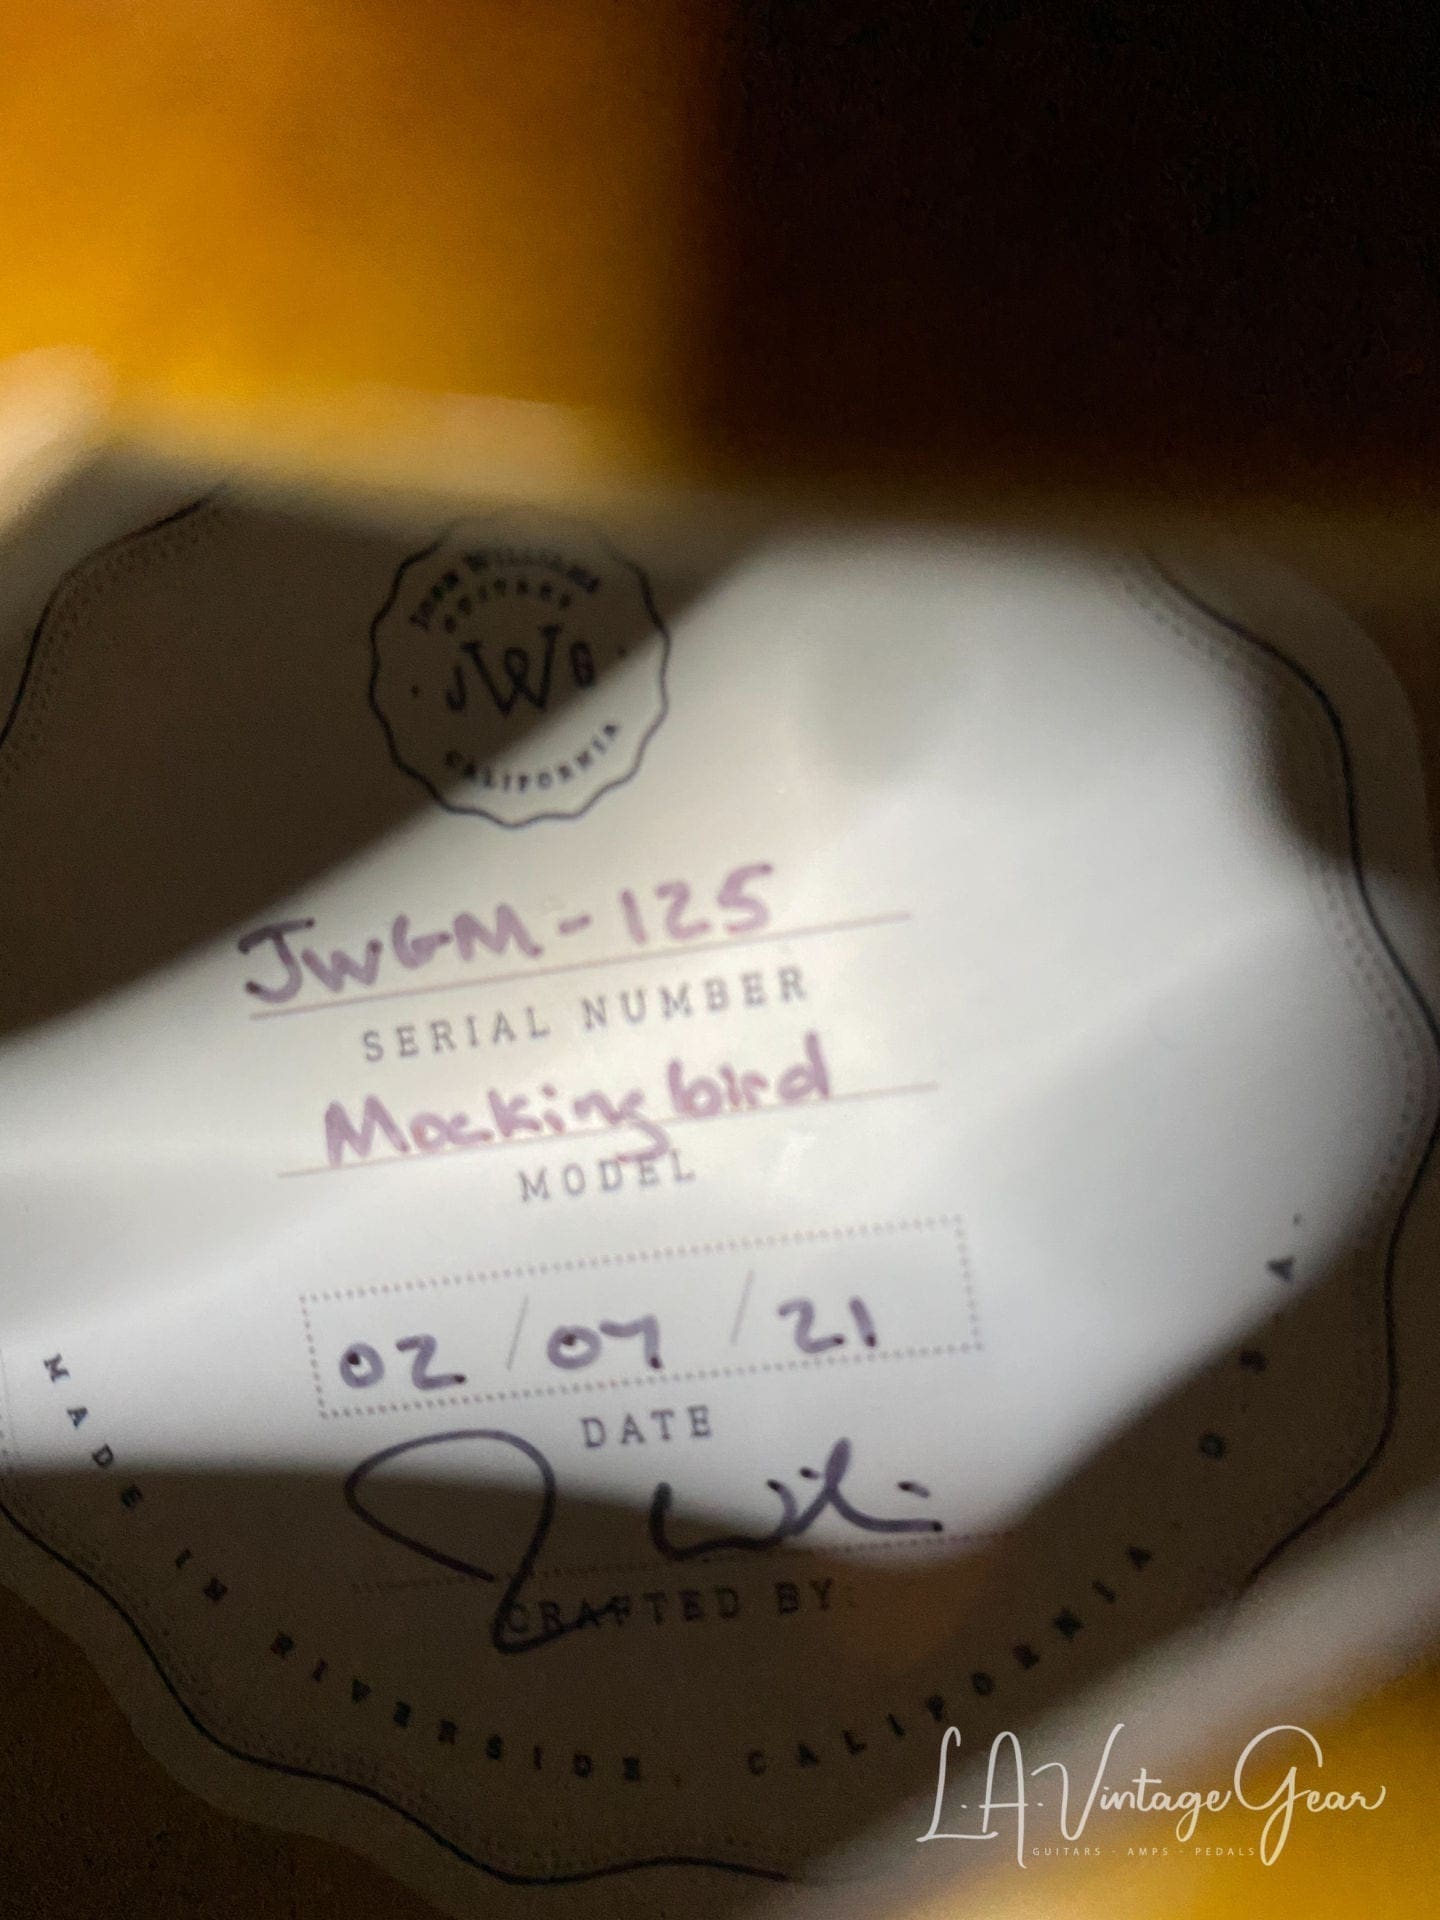 JOSH WILLIAMS
GUITARS
JWG
CALIFORNIA
JWGM-125
SERIAL NUMBER
Mockingbird
MODEL
02/07/21
DATE
CRAFTED BY:
MADE IN RIVERSIDE, CALIFORNIA. U.S.A.
L.A. Vintage Gear
GUITARS · AMPS · PEDALS